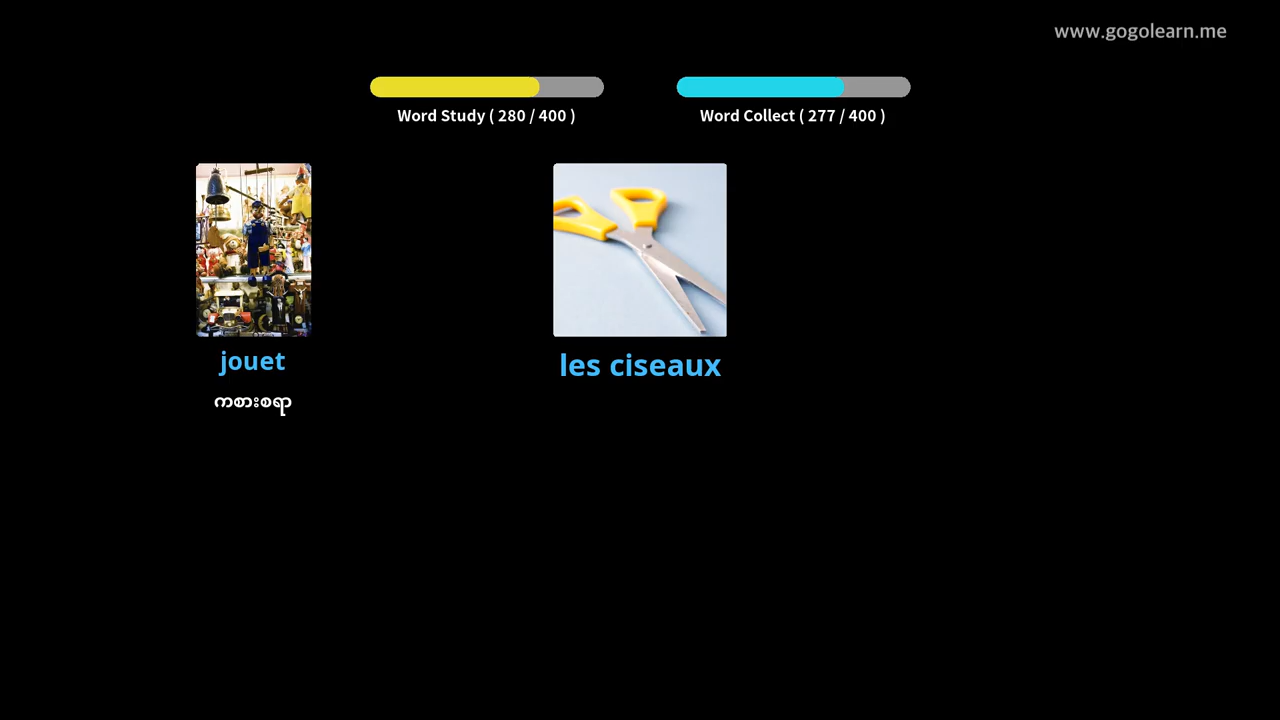 www.gogolearn.me
Word Study ( 280 / 400 )
Word Collect ( 277 / 400 )
jouet
ကစားစရာ
les ciseaux